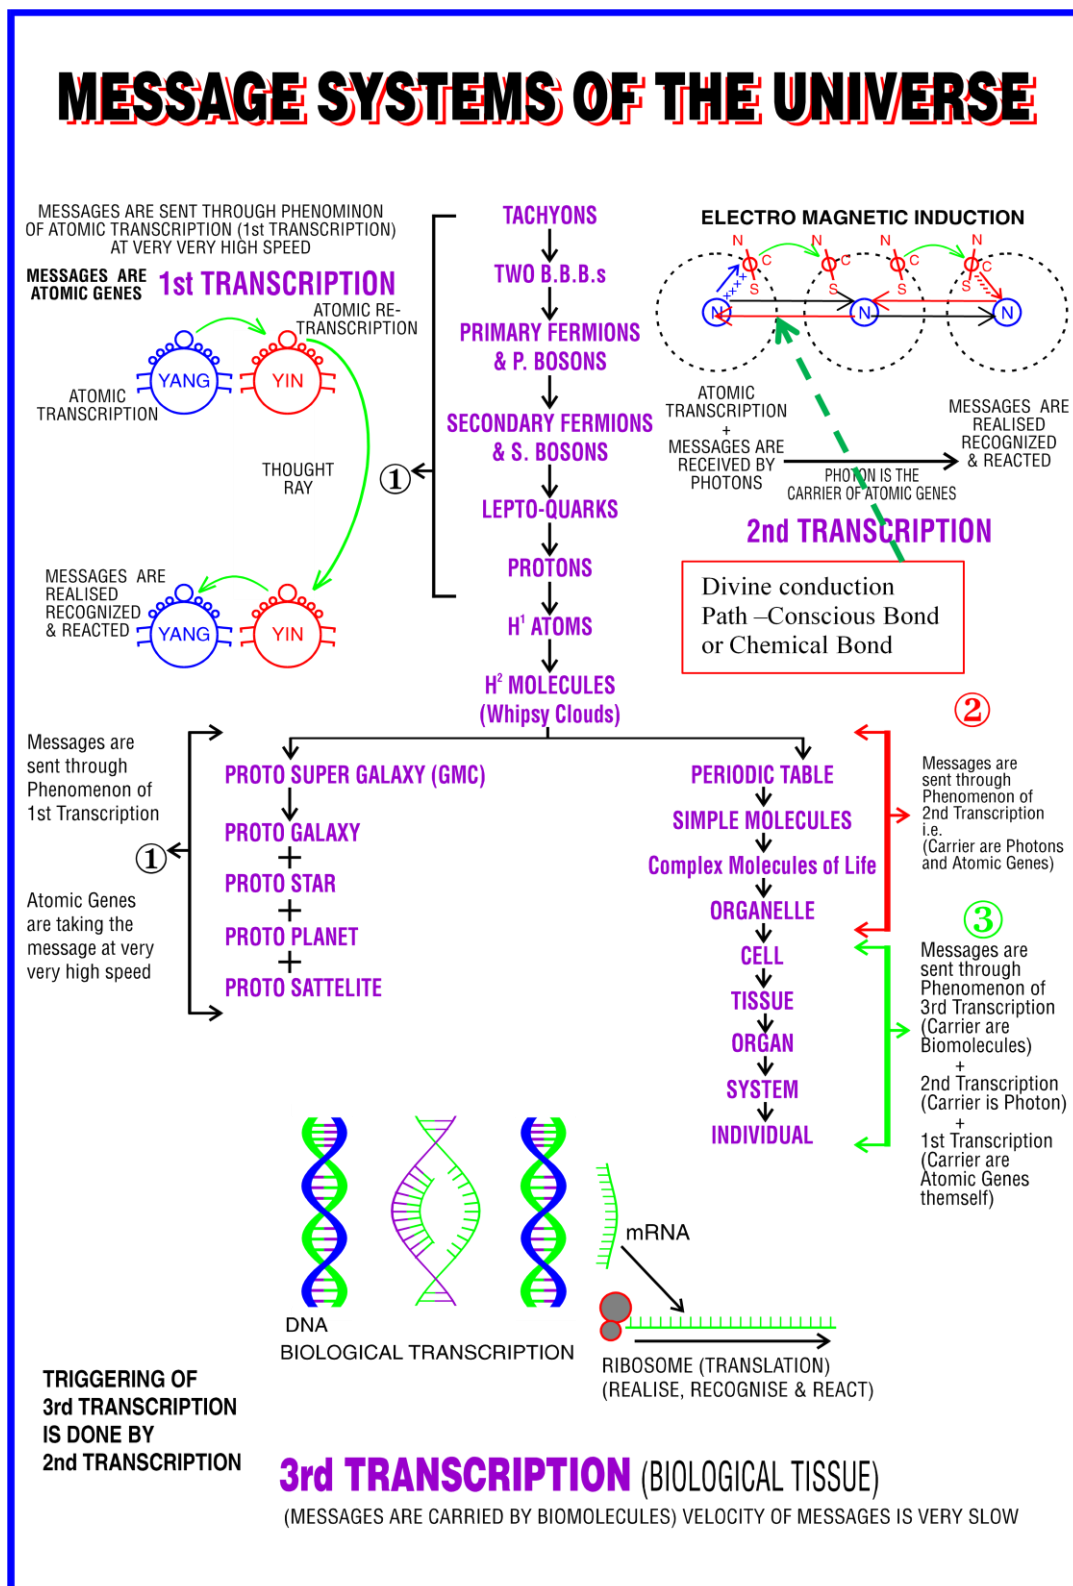 MESSAGE SYSTEMS OF THE UNIVERSE
MESSAGES ARE SENT THROUGH PHENOMINON
OF ATOMIC TRANSCRIPTION (1st TRANSCRIPTION)
AT VERY VERY HIGH SPEED
MESSAGES ARE
ATOMIC GENES
1st TRANSCRIPTION
ATOMIC RE-
TRANSCRIPTION
YANG
YIN
ATOMIC
TRANSCRIPTION
THOUGHT
RAY
MESSAGES ARE
REALISED
RECOGNIZED
& REACTED
YANG
YIN
1
TACHYONS
TWO B.B.B.s
PRIMARY FERMIONS
& P. BOSONS
SECONDARY FERMIONS
& S. BOSONS
LEPTO-QUARKS
PROTONS
H¹ ATOMS
H² MOLECULES
(Whipsy Clouds)
ELECTRO MAGNETIC INDUCTION
N
C
S
C
S
N
C
S
N
C
S
N
N
N
ATOMIC
TRANSCRIPTION
+
MESSAGES ARE
RECEIVED BY
PHOTONS
PHOTON IS THE
CARRIER OF ATOMIC GENES
MESSAGES ARE
REALISED
RECOGNIZED
& REACTED
2nd TRANSCRIPTION
Divine conduction
Path –Conscious Bond
or Chemical Bond
Messages are
sent through
Phenomenon of
1st Transcription
1
Atomic Genes
are taking the
message at very
very high speed
PROTO SUPER GALAXY (GMC)
PROTO GALAXY
+
PROTO STAR
+
PROTO PLANET
+
PROTO SATTELITE
PERIODIC TABLE
SIMPLE MOLECULES
Complex Molecules of Life
ORGANELLE
CELL
TISSUE
ORGAN
SYSTEM
INDIVIDUAL
2
Messages are
sent through
Phenomenon of
2nd Transcription
i.e.
(Carrier are Photons
and Atomic Genes)
3
Messages are
sent through
Phenomenon of
3rd Transcription
(Carrier are
Biomolecules)
+
2nd Transcription
(Carrier is Photon)
+
1st Transcription
(Carrier are
Atomic Genes
themself)
mRNA
DNA
BIOLOGICAL TRANSCRIPTION
RIBOSOME (TRANSLATION)
(REALISE, RECOGNISE & REACT)
TRIGGERING OF
3rd TRANSCRIPTION
IS DONE BY
2nd TRANSCRIPTION
3rd TRANSCRIPTION (BIOLOGICAL TISSUE)
(MESSAGES ARE CARRIED BY BIOMOLECULES) VELOCITY OF MESSAGES IS VERY SLOW